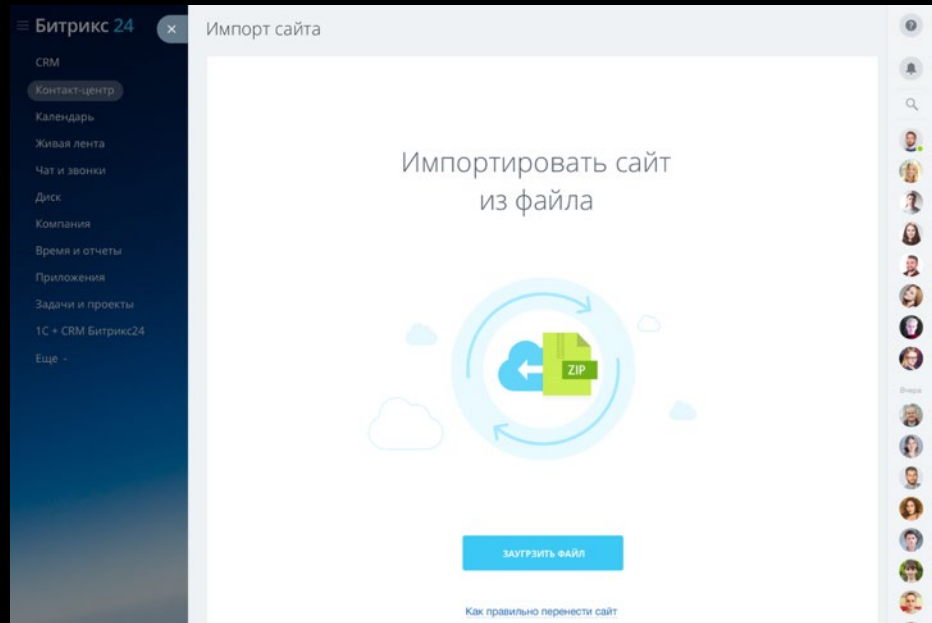 Битрикс 24
Импорт сайта
CRM
Контакт-центр
Календарь
Живая лента
Чат и звонки
Диск
Компания
Время и отчеты
Приложения
Задачи и проекты
1С + CRM Битрикс24
Еще -
Импортировать сайт
из файла
ZIP
ЗАУГРЗИТЬ ФАЙЛ
Как правильно перенести сайт
Вчера